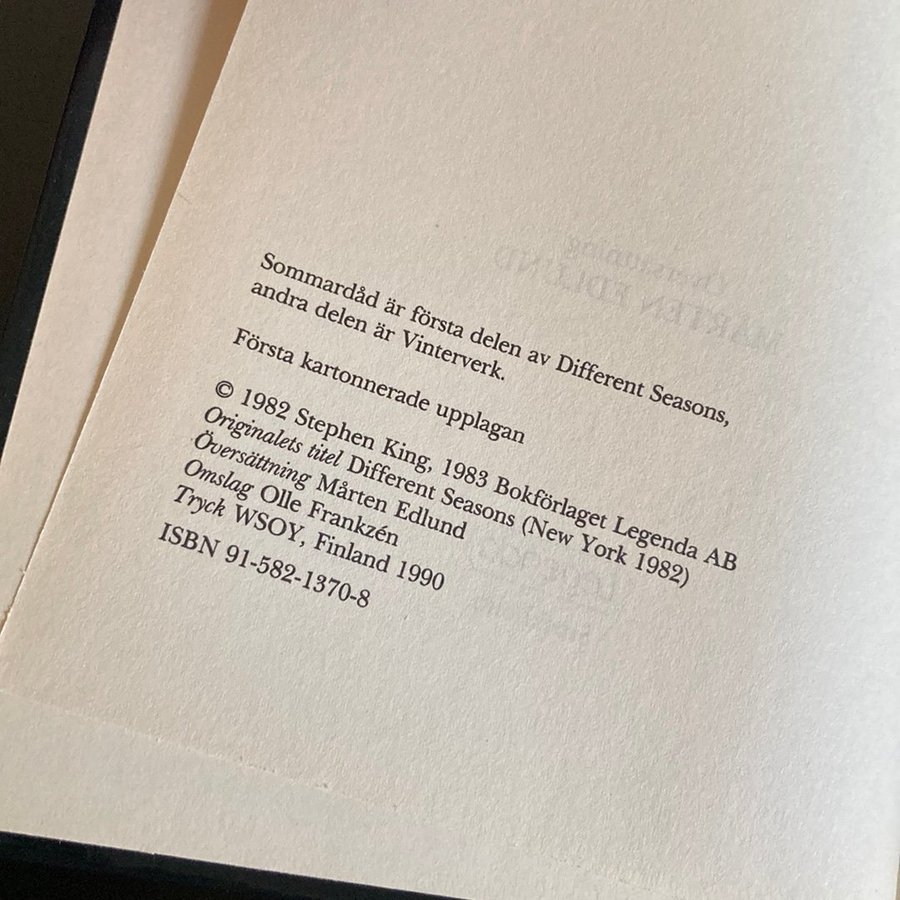 Sommardåd är första delen av Different Seasons,
andra delen är Vinterverk.
Första kartonnerade upplagan
© 1982 Stephen King, 1983 Bokförlaget Legenda AB
Originalets titel Different Seasons (New York 1982)
Översättning Mårten Edlund
Omslag Olle Frankzén
Tryck WSOY, Finland 1990
ISBN 91-582-1370-8